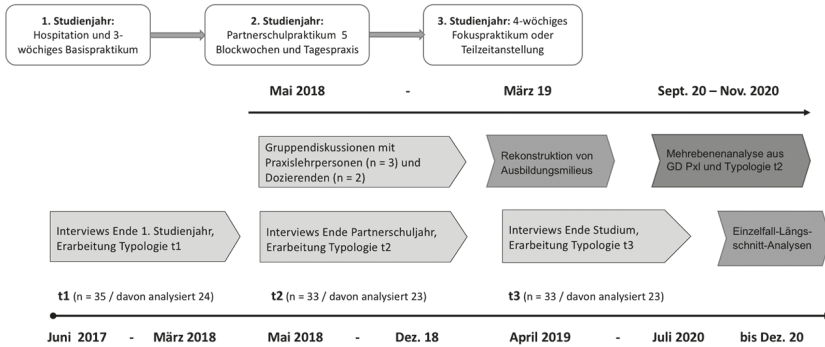 1. Studienjahr:
Hospitation und 3-
wöchiges Basispraktikum
2. Studienjahr:
Partnerschulpraktikum 5
Blockwochen und Tagespraxis
3. Studienjahr: 4-wöchiges
Fokuspraktikum oder
Teilzeitanstellung
Mai 2018 - März 19 Sept. 20 – Nov. 2020
Gruppendiskussionen mit
Praxislehrpersonen (n = 3) und
Dozierenden (n = 2)
Rekonstruktion von
Ausbildungsmilieus
Mehrebenenanalyse aus
GD Pxl und Typologie t2
Interviews Ende 1. Studienjahr,
Erarbeitung Typologie t1
Interviews Ende Partnerschuljahr,
Erarbeitung Typologie t2
Interviews Ende Studium,
Erarbeitung Typologie t3
Einzelfall-Längs-
schnitt-Analysen
t1 (n = 35 / davon analysiert 24)
t2 (n = 33 / davon analysiert 23)
t3 (n = 33 / davon analysiert 23)
Juni 2017 - März 2018 Mai 2018 - Dez. 18 April 2019 - Juli 2020 bis Dez. 20